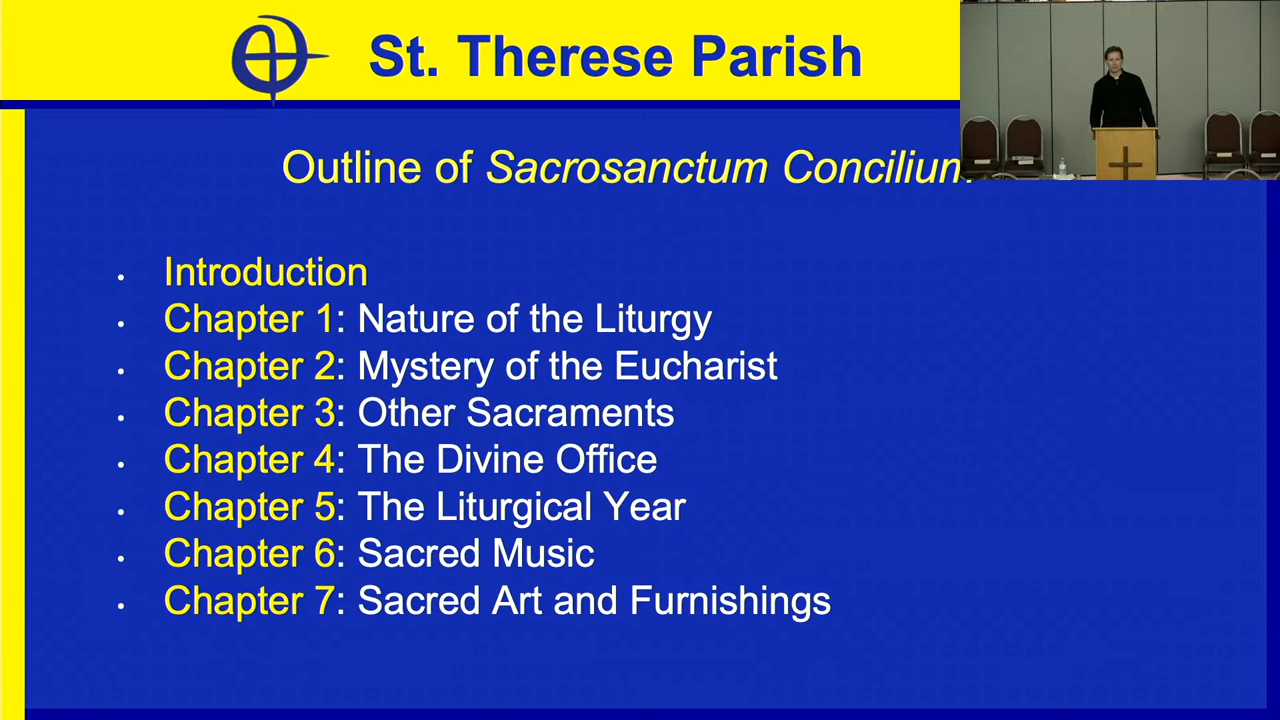 St. Therese Parish
Outline of Sacrosanctum Concilium
• Introduction
• Chapter 1: Nature of the Liturgy
• Chapter 2: Mystery of the Eucharist
• Chapter 3: Other Sacraments
• Chapter 4: The Divine Office
• Chapter 5: The Liturgical Year
• Chapter 6: Sacred Music
• Chapter 7: Sacred Art and Furnishings